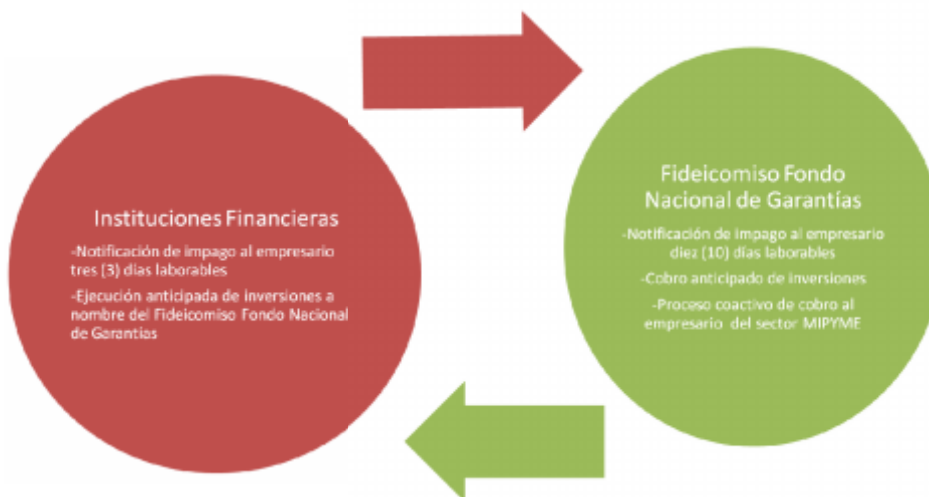 Instituciones Financieras
-Notificación de impago al empresario
tres (3) días laborables
-Ejecución anticipada de inversiones a
nombre del Fideicomiso Fondo Nacional
de Garantías
Fideicomiso Fondo
Nacional de Garantías
-Notificación de impago al empresario
diez (10) días laborables
-Cobro anticipado de inversiones
-Proceso coactivo de cobro al
empresario del sector MIPYME